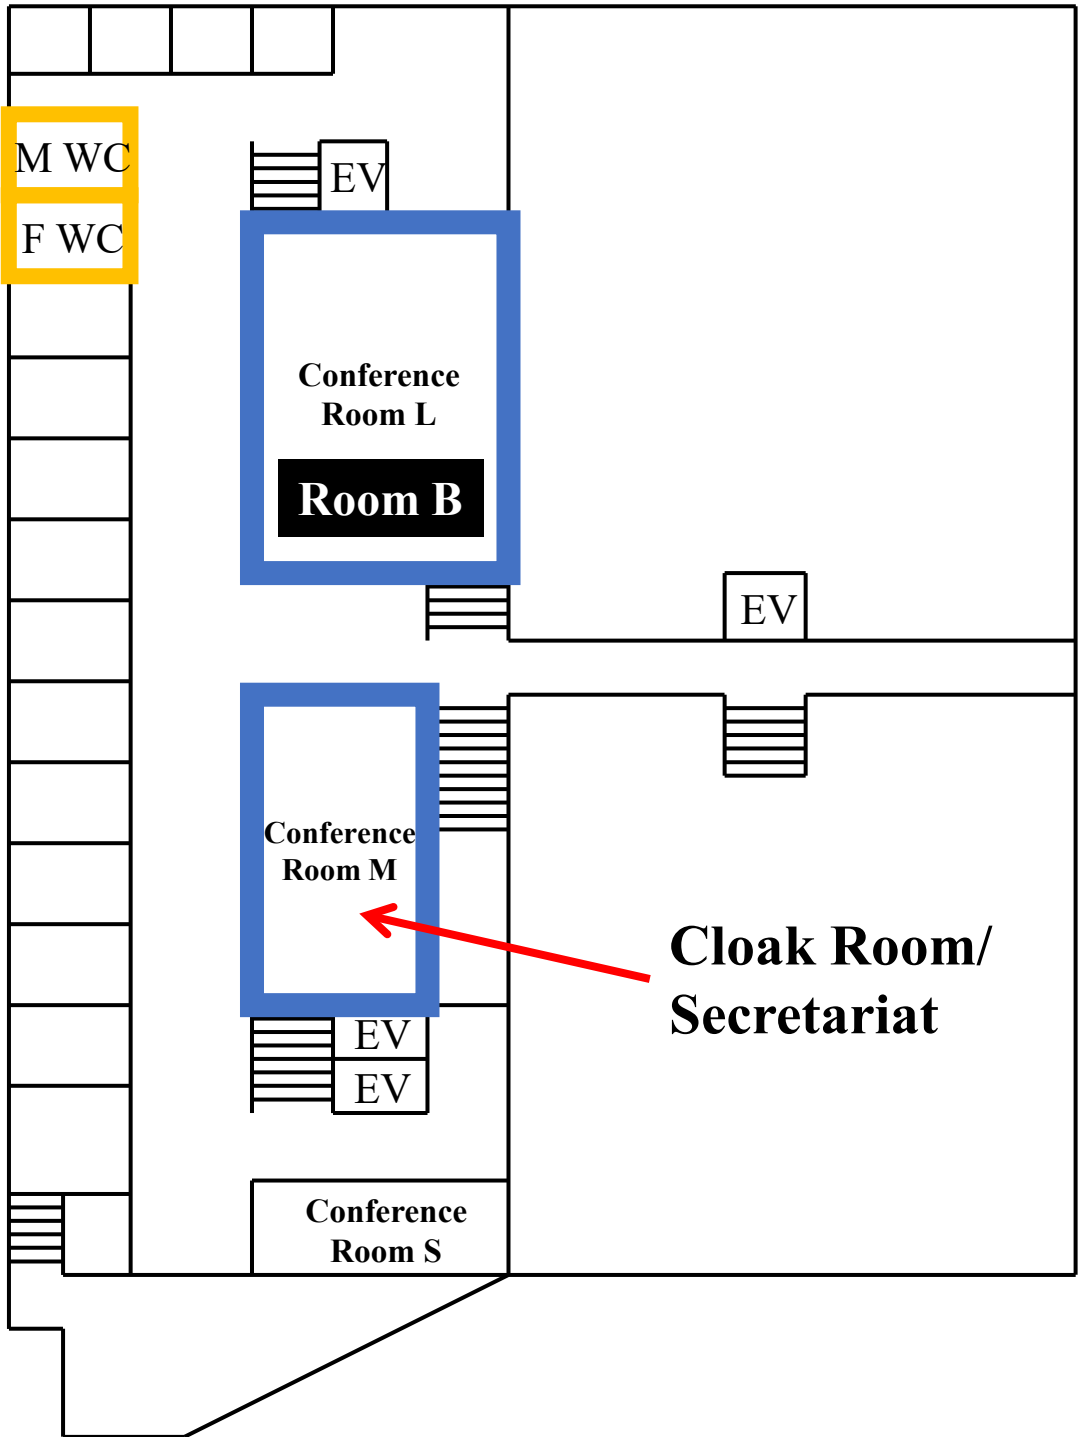 M WC
EV
F WC
Conference
Room L
Room B
EV
Conference
Room M
Cloak Room/
Secretariat
EV
EV
Conference
Room S